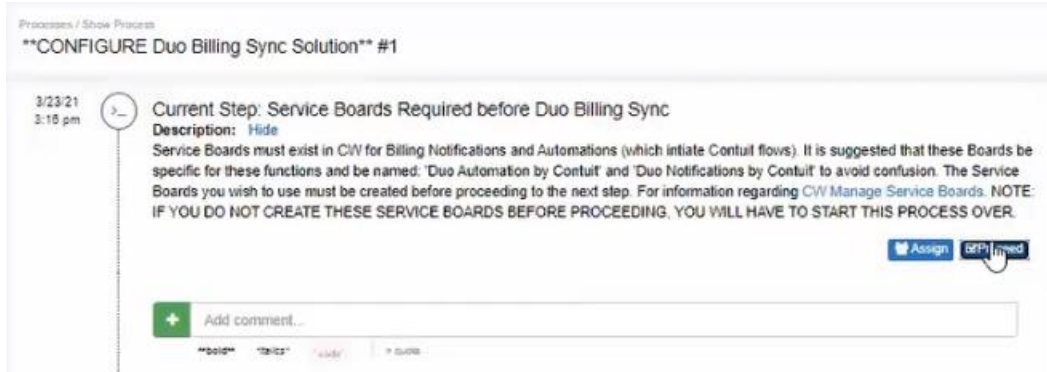 Processes / Show Process
**CONFIGURE Duo Billing Sync Solution** #1
3/23/21
3:16 pm
Current Step: Service Boards Required before Duo Billing Sync
Description: Hide
Service Boards must exist in CW for Billing Notifications and Automations (which intiate Contuit flows). It is suggested that these Boards be
specific for these functions and be named: 'Duo Automation by Contuit' and 'Duo Notifications by Contuit' to avoid confusion. The Service
Boards you wish to use must be created before proceeding to the next step. For information regarding CW Manage Service Boards. NOTE:
IF YOU DO NOT CREATE THESE SERVICE BOARDS BEFORE PROCEEDING, YOU WILL HAVE TO START THIS PROCESS OVER.
Assign
Add comment...
**bold** *italics* `code` > quote